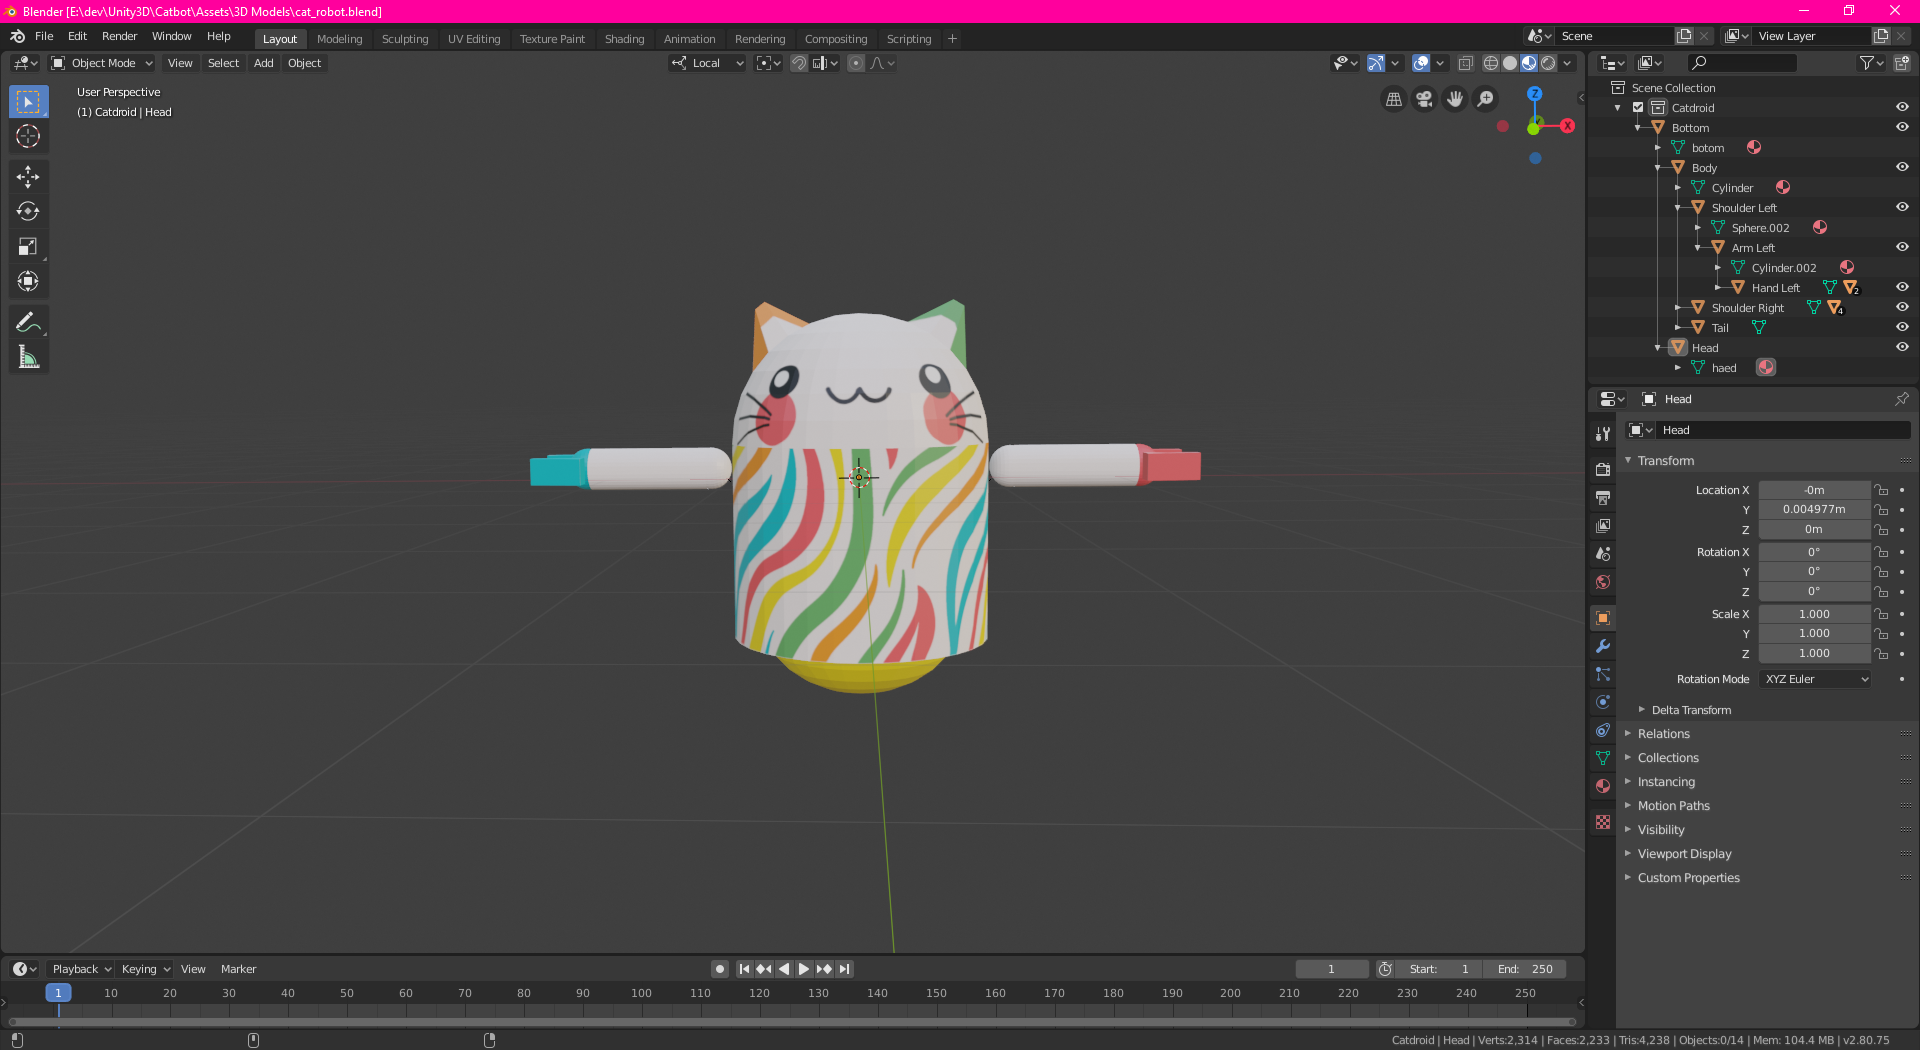 Blender [E:\dev\Unity3D\Catbot\Assets\3D Models\cat_robot.blend]
File Edit Render Window Help Layout Modeling Sculpting UV Editing Texture Paint Shading Animation Rendering Compositing Scripting + Scene View Layer
Object Mode View Select Add Object Local
User Perspective
(1) Catdroid | Head
Z
X
Scene Collection
Catdroid
Bottom
botom
Body
Cylinder
Shoulder Left
Sphere.002
Arm Left
Cylinder.002
Hand Left 2
Shoulder Right 4
Tail
Head
haed
Head
Head
Transform
Location X -0m
Y 0.004977m
Z 0m
Rotation X 0°
Y 0°
Z 0°
Scale X 1.000
Y 1.000
Z 1.000
Rotation Mode XYZ Euler
Delta Transform
Relations
Collections
Instancing
Motion Paths
Visibility
Viewport Display
Custom Properties
Playback Keying View Marker 1 Start: 1 End: 250
1 10 20 30 40 50 60 70 80 90 100 110 120 130 140 150 160 170 180 190 200 210 220 230 240 250
Catdroid | Head | Verts:2,314 | Faces:2,233 | Tris:4,238 | Objects:0/14 | Mem: 104.4 MB | v2.80.75